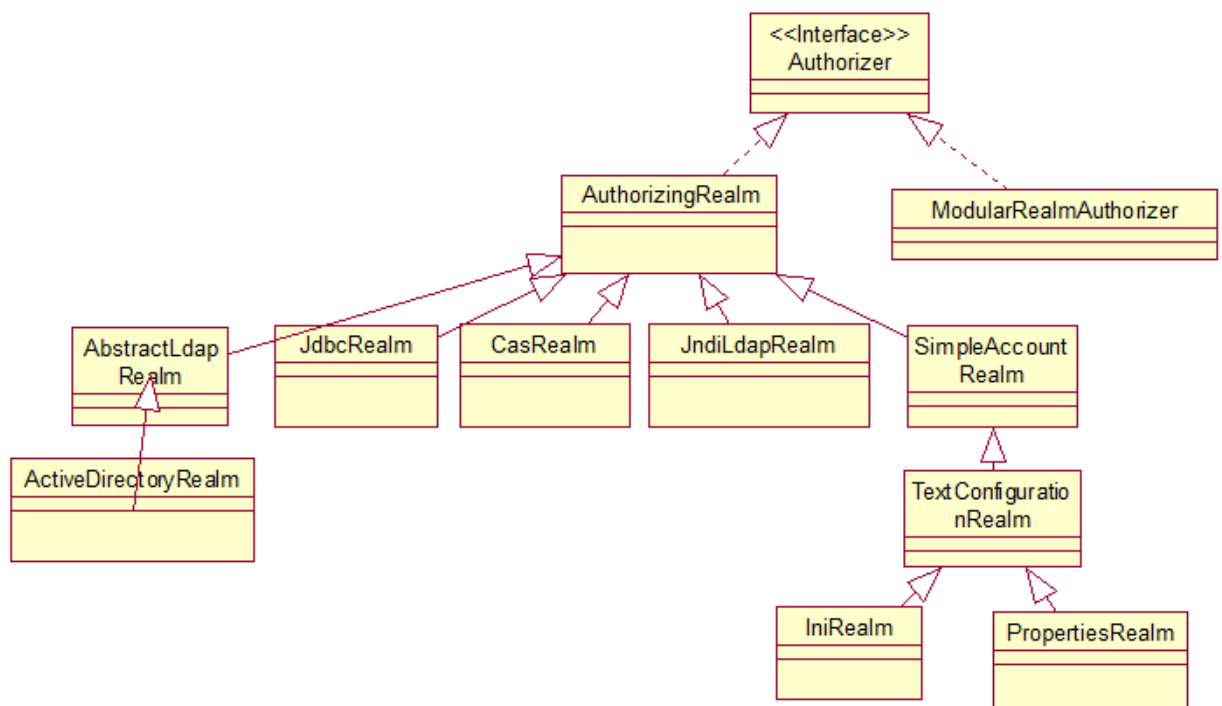 <<Interface>>
Authorizer
AuthorizingRealm
ModularRealmAuthorizer
AbstractLdap
Realm
JdbcRealm
CasRealm
JndiLdapRealm
SimpleAccount
Realm
ActiveDirectoryRealm
TextConfiguratio
nRealm
IniRealm
PropertiesRealm